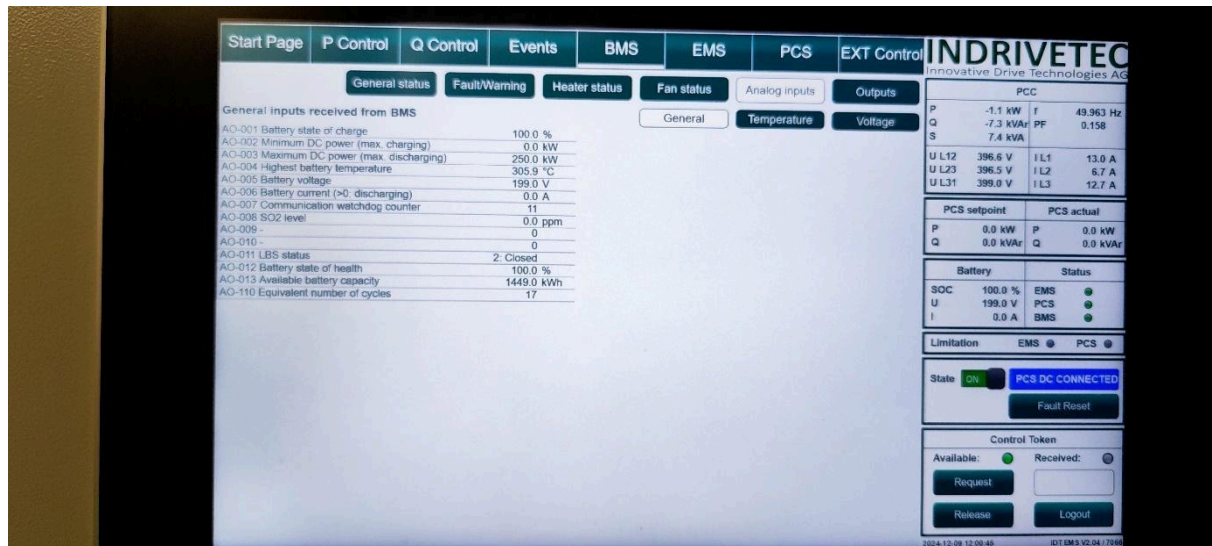 Start Page P Control Q Control Events BMS EMS PCS EXT Control
INDRIVETEC
Innovative Drive Technologies AG
General status Fault/Warning Heater status Fan status Analog inputs Outputs
General Temperature Voltage
General inputs received from BMS
AO-001 Battery state of charge 100.0 %
AO-002 Minimum DC power (max. charging) 0.0 kW
AO-003 Maximum DC power (max. discharging) 250.0 kW
AO-004 Highest battery temperature 305.9 °C
AO-005 Battery voltage 199.0 V
AO-006 Battery current (>0: discharging) 0.0 A
AO-007 Communication watchdog counter 11
AO-008 SO2 level 0.0 ppm
AO-009 - 0
AO-010 - 0
AO-011 LBS status 2: Closed
AO-012 Battery state of health 100.0 %
AO-013 Available battery capacity 1449.0 kWh
AO-110 Equivalent number of cycles 17
PCC
P -1.1 kW f 49.963 Hz
Q -7.3 kVAr PF 0.158
S 7.4 kVA
U L12 396.6 V I L1 13.0 A
U L23 396.5 V I L2 6.7 A
U L31 399.0 V I L3 12.7 A
PCS setpoint PCS actual
P 0.0 kW P 0.0 kW
Q 0.0 kVAr Q 0.0 kVAr
Battery Status
SOC 100.0 % EMS
U 199.0 V PCS
I 0.0 A BMS
Limitation EMS PCS
State ON PCS DC CONNECTED
Fault Reset
Control Token
Available: Received:
Request
Release Logout
2024-12-09 12:00:45 IDT EMS V2.04 / 7066